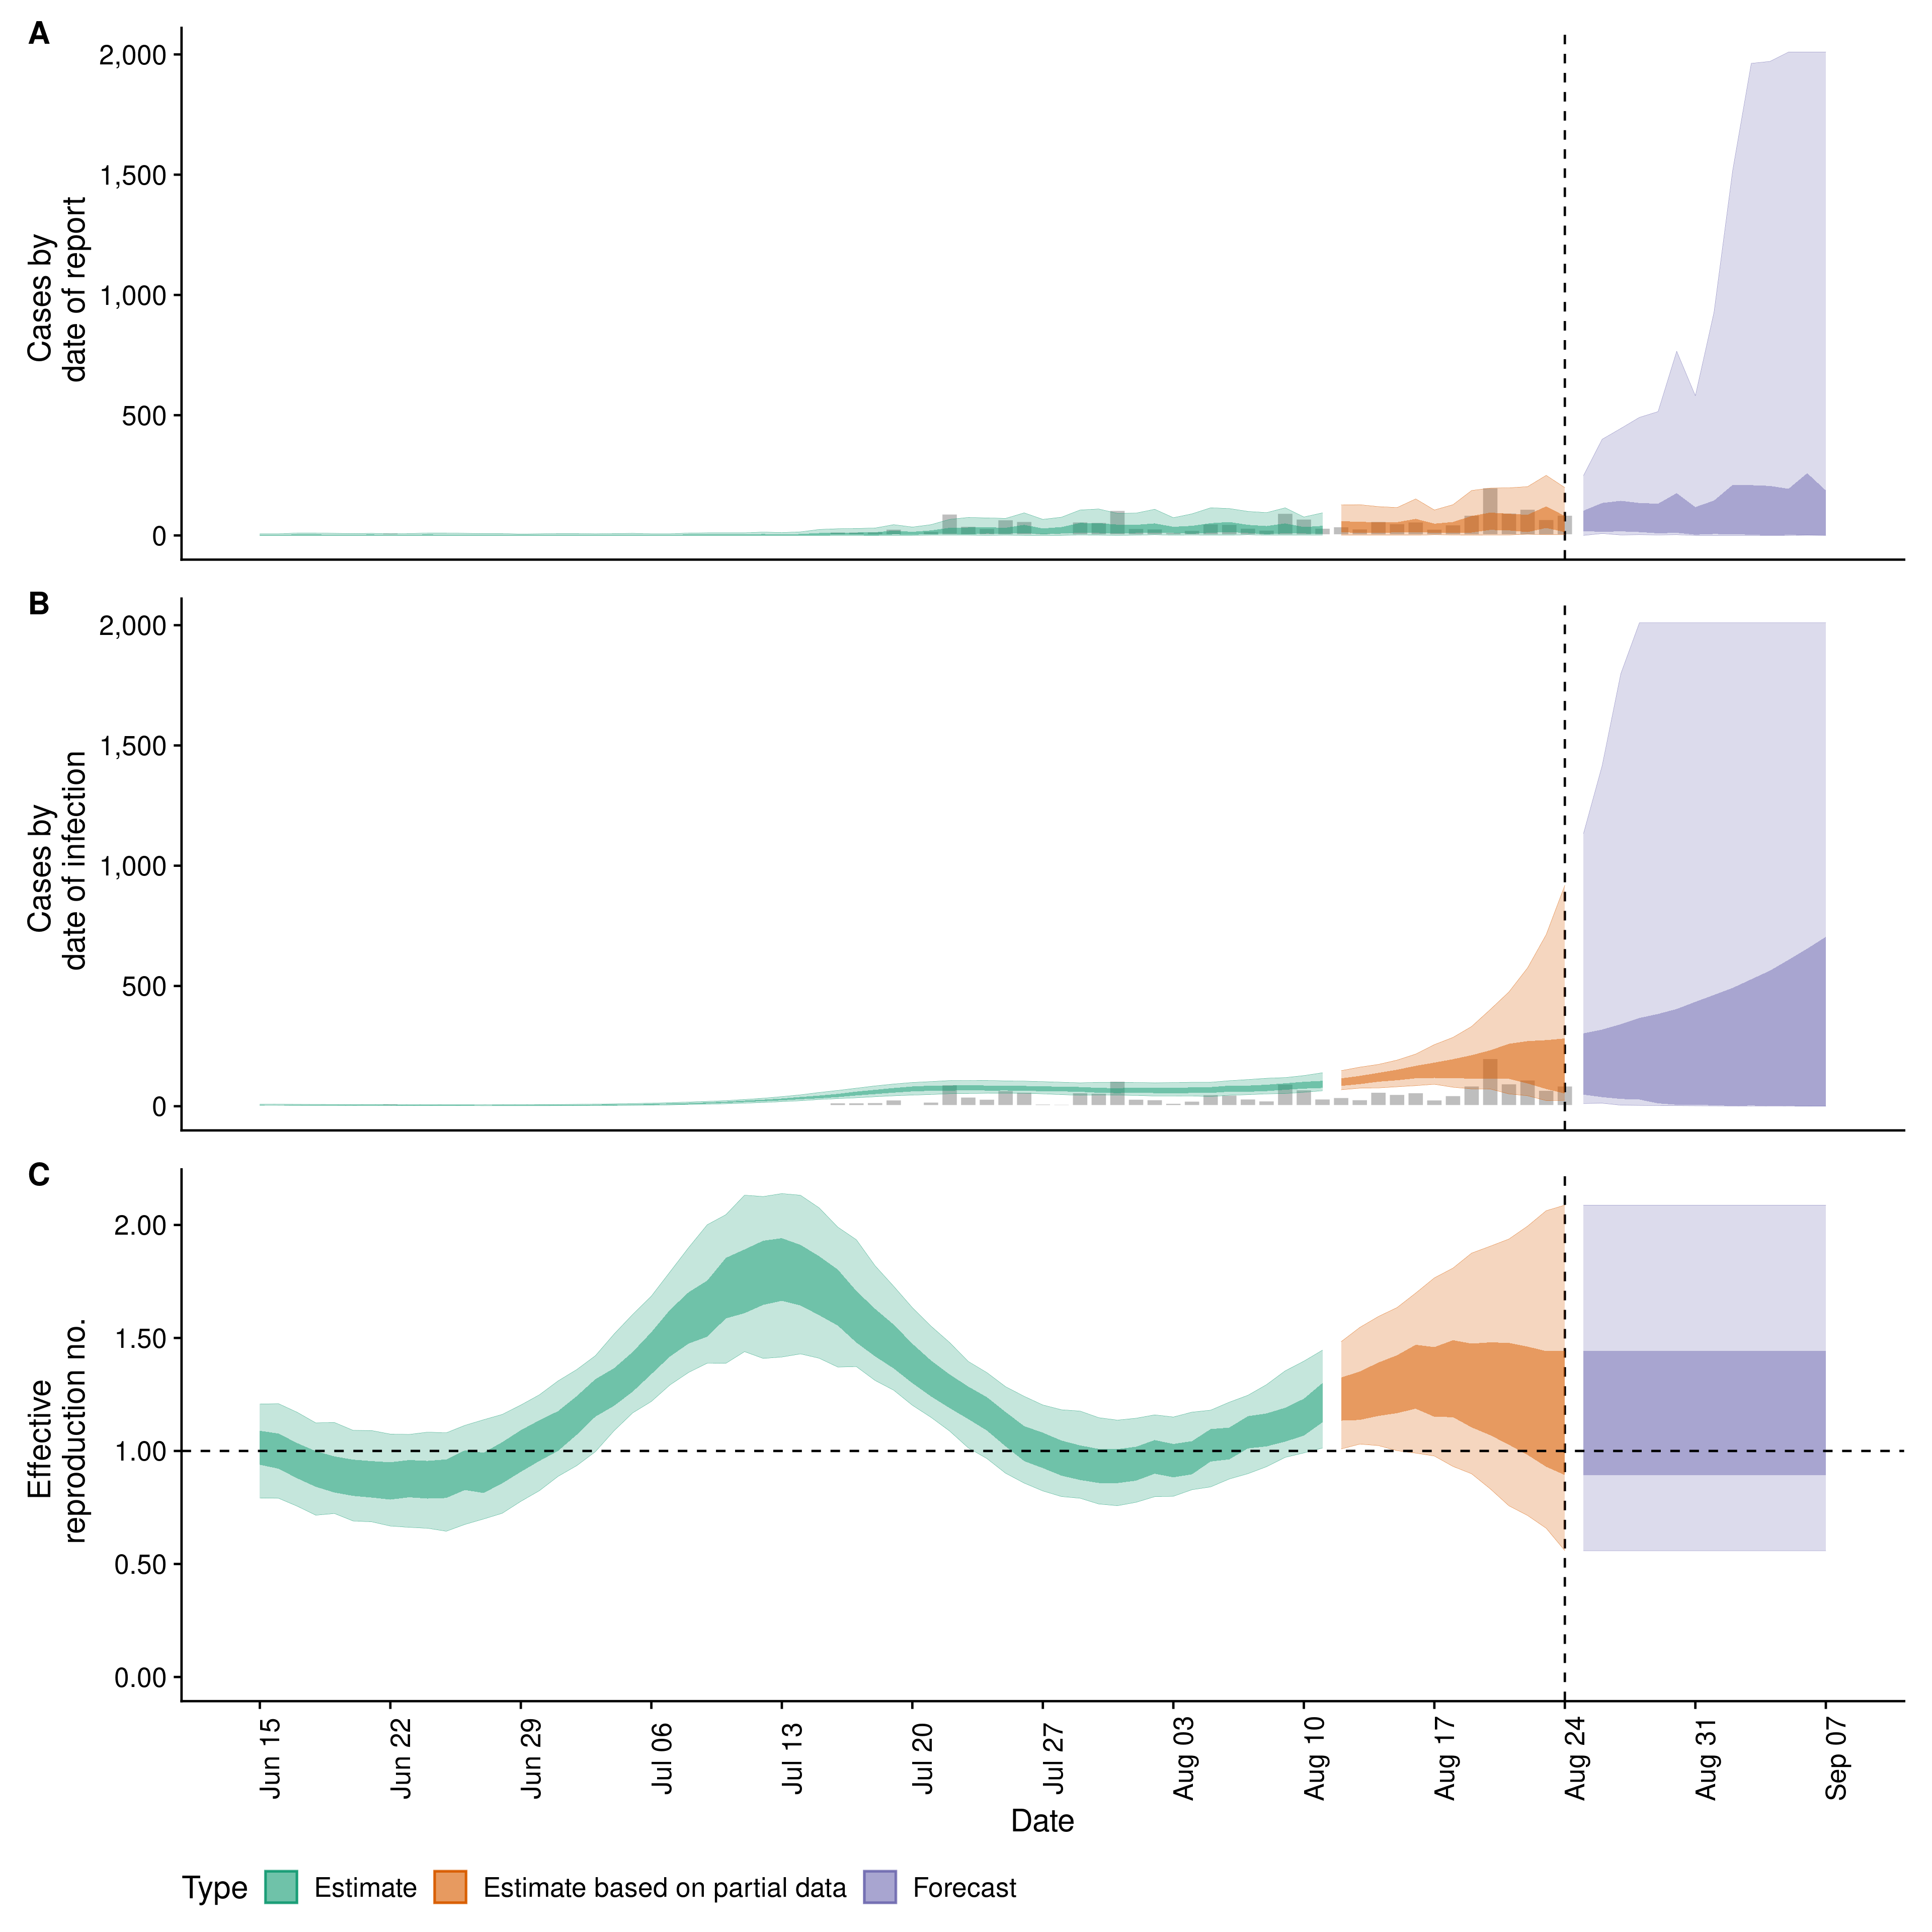 A
2,000
1,500
1,000
500
0
Cases by
date of report
B
2,000
1,500
1,000
500
0
Cases by
date of infection
C
2.00
1.50
1.00
0.50
0.00
Effective
reproduction no.
Jun 15
Jun 22
Jun 29
Jul 06
Jul 13
Jul 20
Jul 27
Aug 03
Aug 10
Aug 17
Aug 24
Aug 31
Sep 07
Date
Type Estimate Estimate based on partial data Forecast